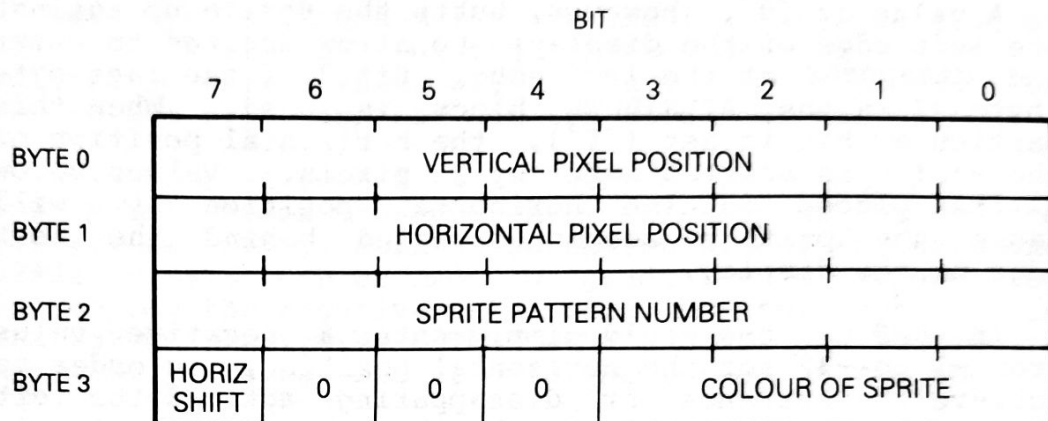 BIT
7 6 5 4 3 2 1 0
BYTE 0 VERTICAL PIXEL POSITION
BYTE 1 HORIZONTAL PIXEL POSITION
BYTE 2 SPRITE PATTERN NUMBER
BYTE 3 HORIZ SHIFT 0 0 0 COLOUR OF SPRITE